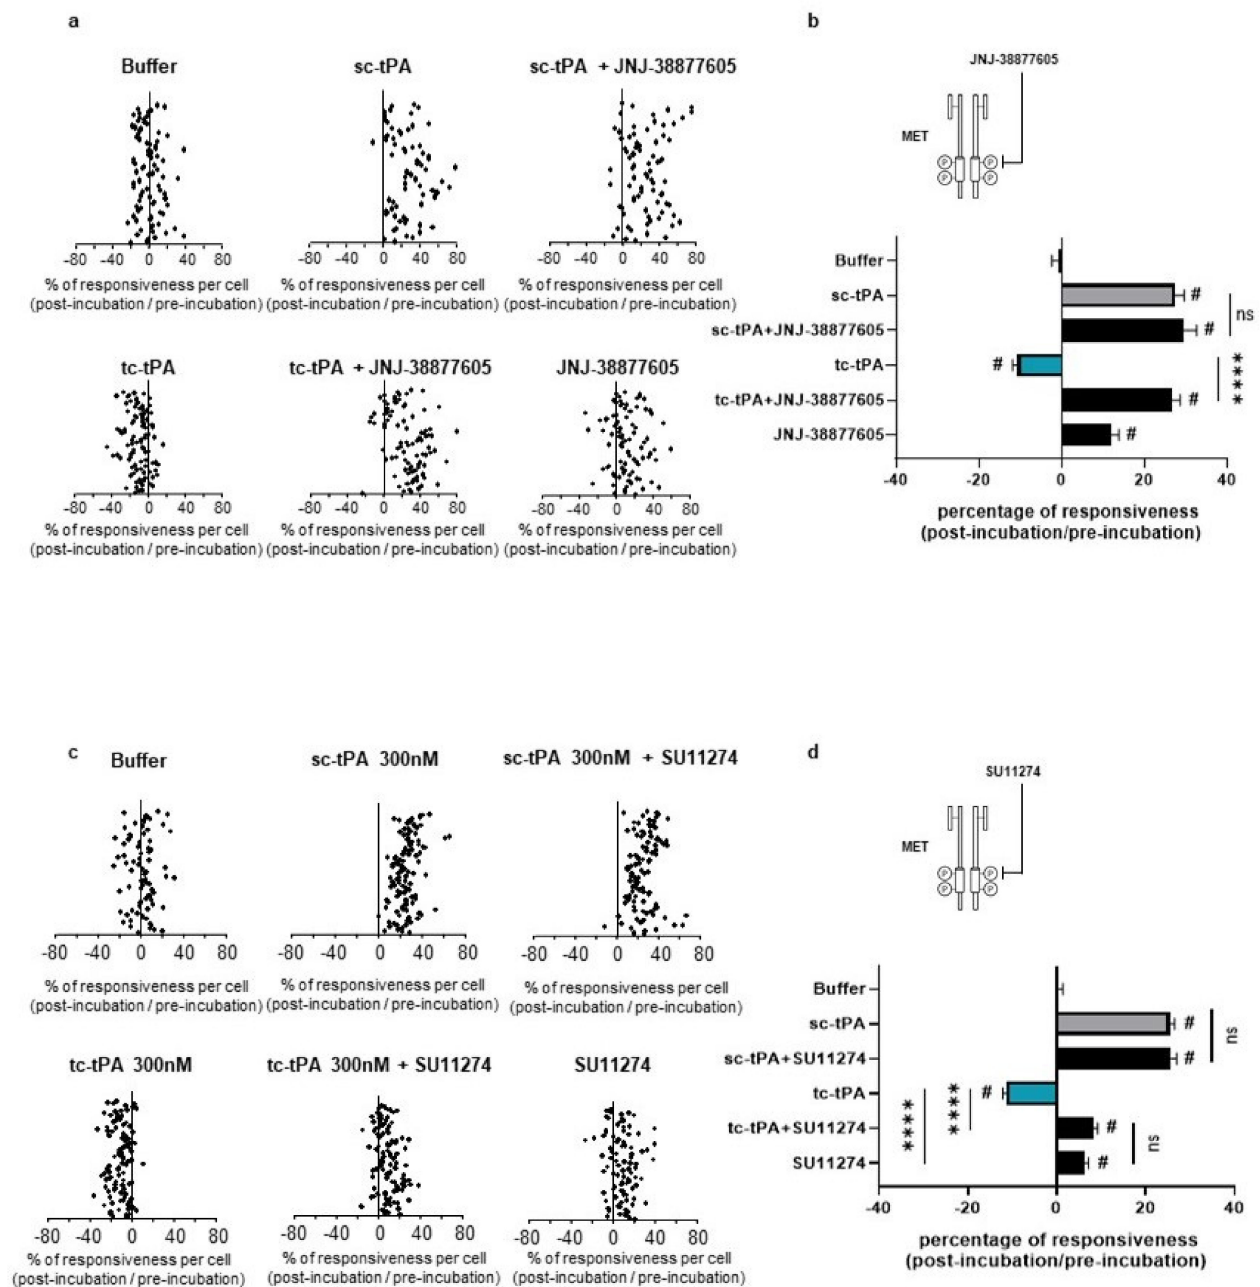 a
Buffer
sc-tPA
sc-tPA + JNJ-38877605
-80 -40 0 40 80
-80 -40 0 40 80
-80 -40 0 40 80
% of responsiveness per cell
(post-incubation / pre-incubation)
% of responsiveness per cell
(post-incubation / pre-incubation)
% of responsiveness per cell
(post-incubation / pre-incubation)
tc-tPA
tc-tPA + JNJ-38877605
JNJ-38877605
-80 -40 0 40 80
-80 -40 0 40 80
-80 -40 0 40 80
% of responsiveness per cell
(post-incubation / pre-incubation)
% of responsiveness per cell
(post-incubation / pre-incubation)
% of responsiveness per cell
(post-incubation / pre-incubation)
b
JNJ-38877605
MET
P P
P P
Buffer
sc-tPA #
sc-tPA+JNJ-38877605 #
ns
tc-tPA #
tc-tPA+JNJ-38877605 #
****
JNJ-38877605 #
-40 -20 0 20 40
percentage of responsiveness
(post-incubation/pre-incubation)
c
Buffer
sc-tPA 300nM
sc-tPA 300nM + SU11274
-80 -40 0 40 80
-80 -40 0 40 80
-80 -40 0 40 80
% of responsiveness per cell
(post-incubation / pre-incubation)
% of responsiveness per cell
(post-incubation / pre-incubation)
% of responsiveness per cell
(post-incubation / pre-incubation)
tc-tPA 300nM
tc-tPA 300nM + SU11274
SU11274
-80 -40 0 40 80
-80 -40 0 40 80
-80 -40 0 40 80
% of responsiveness per cell
(post-incubation / pre-incubation)
% of responsiveness per cell
(post-incubation / pre-incubation)
% of responsiveness per cell
(post-incubation / pre-incubation)
d
SU11274
MET
P P
P P
Buffer
sc-tPA #
sc-tPA+SU11274 #
ns
tc-tPA #
tc-tPA+SU11274 #
SU11274 #
**** ****
ns
-40 -20 0 20 40
percentage of responsiveness
(post-incubation/pre-incubation)